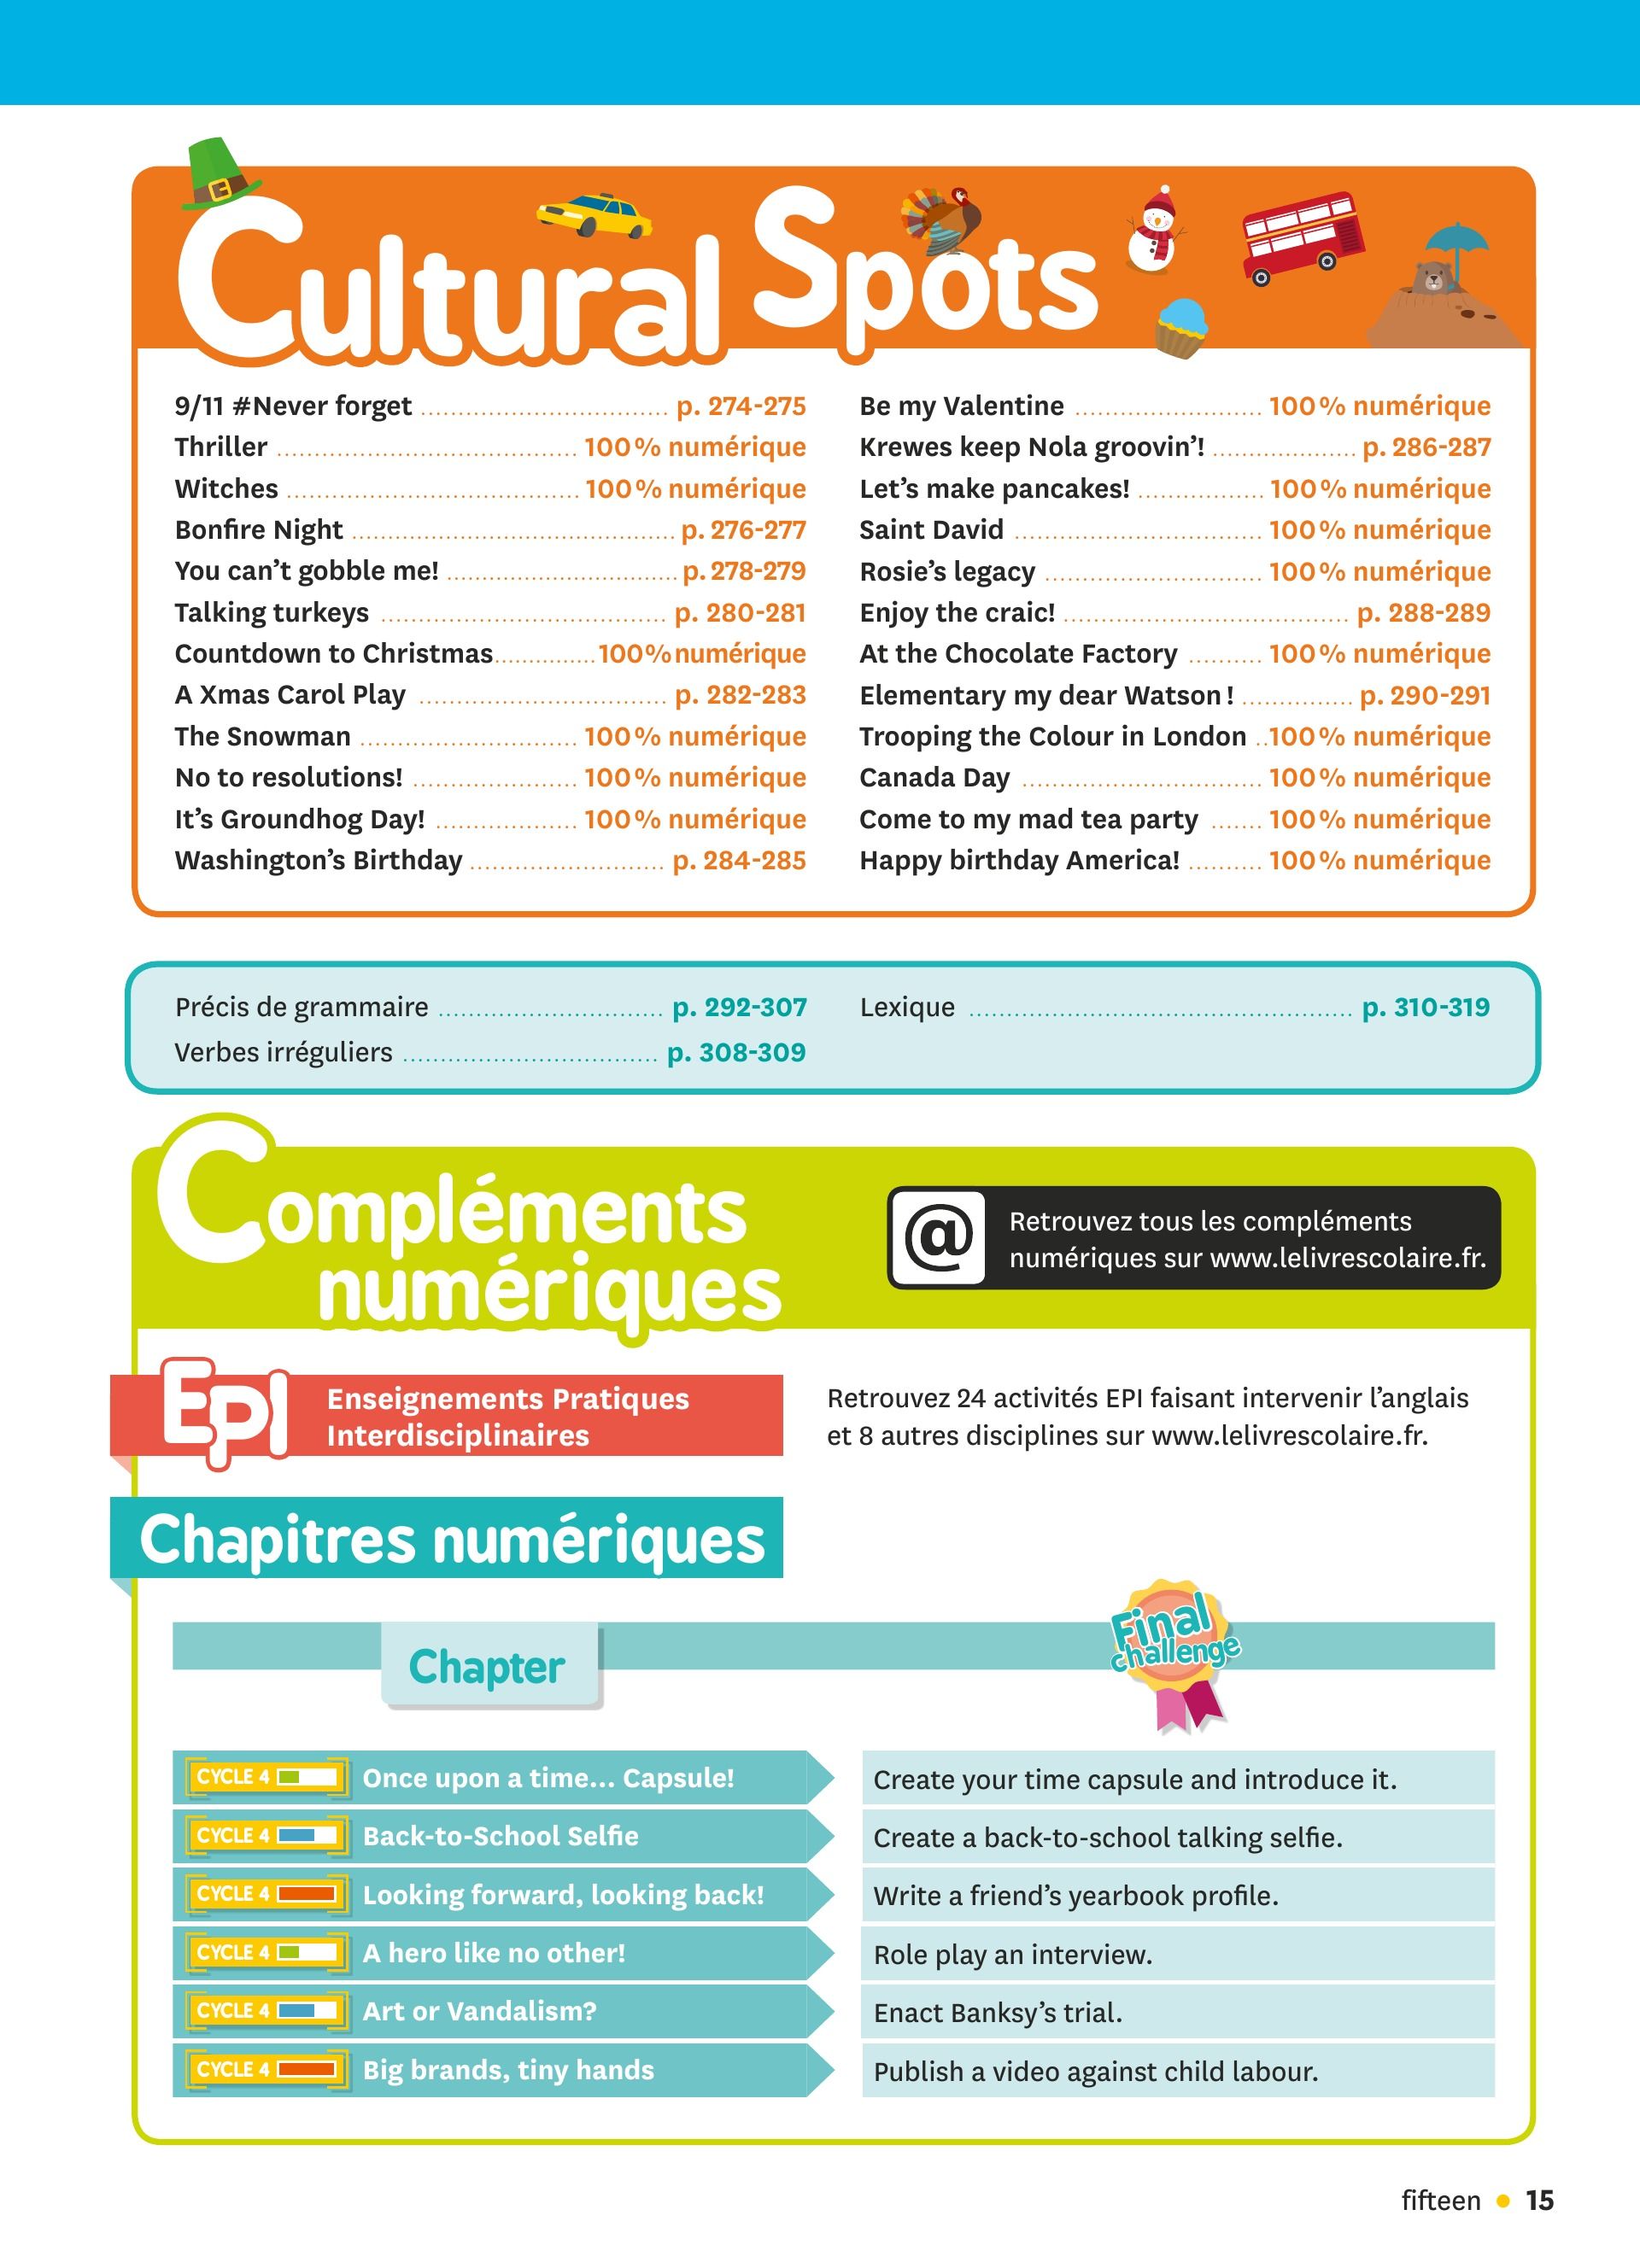 Cultural Spots
9/11 #Never forget ............................... p. 274-275
Thriller ...................................... 100 % numérique
Witches ..................................... 100 % numérique
Bonfire Night ......................................... p. 276-277
You can’t gobble me! ............................. p. 278-279
Talking turkeys .................................... p. 280-281
Countdown to Christmas............. 100 % numérique
A Xmas Carol Play ............................... p. 282-283
The Snowman ............................ 100 % numérique
No to resolutions! ..................... 100 % numérique
It’s Groundhog Day! .................. 100 % numérique
Washington’s Birthday ......................... p. 284-285
Be my Valentine ........................ 100 % numérique
Krewes keep Nola groovin’! ................... p. 286-287
Let’s make pancakes! ................ 100 % numérique
Saint David ................................ 100 % numérique
Rosie’s legacy ............................ 100 % numérique
Enjoy the craic! .................................... p. 288-289
At the Chocolate Factory .......... 100 % numérique
Elementary my dear Watson ! .............. p. 290-291
Trooping the Colour in London ..100 % numérique
Canada Day ............................... 100 % numérique
Come to my mad tea party ....... 100 % numérique
Happy birthday America! .......... 100 % numérique
Précis de grammaire ............................. p. 292-307
Verbes irréguliers ................................. p. 308-309
Lexique ................................................. p. 310-319
Compléments
numériques
@
Retrouvez tous les compléments
numériques sur www.lelivrescolaire.fr.
EPI
Enseignements Pratiques
Interdisciplinaires
Retrouvez 24 activités EPI faisant intervenir l’anglais
et 8 autres disciplines sur www.lelivrescolaire.fr.
Chapitres numériques
Chapter
Final
challenge
CYCLE 4 Once upon a time... Capsule!
Create your time capsule and introduce it.
CYCLE 4 Back-to-School Selfie
Create a back-to-school talking selfie.
CYCLE 4 Looking forward, looking back!
Write a friend’s yearbook profile.
CYCLE 4 A hero like no other!
Role play an interview.
CYCLE 4 Art or Vandalism?
Enact Banksy’s trial.
CYCLE 4 Big brands, tiny hands
Publish a video against child labour.
fifteen • 15